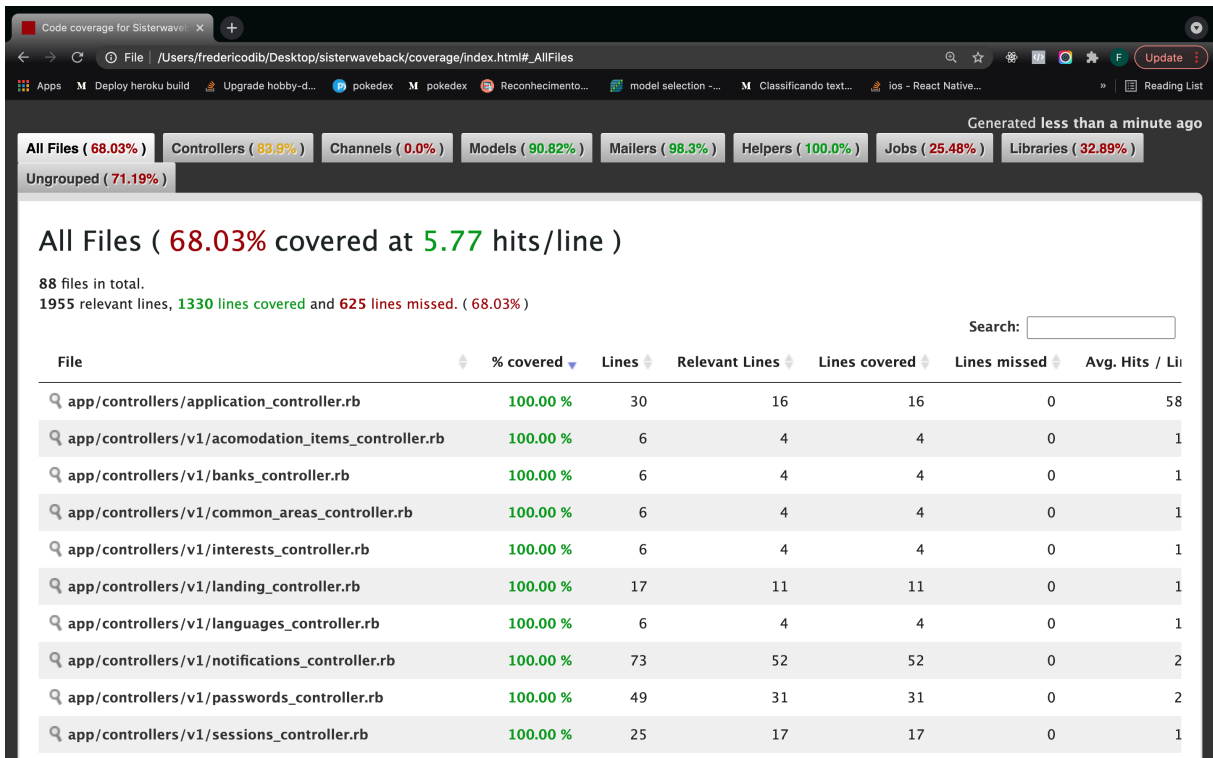 Code coverage for Sisterwave
File /Users/fredericodib/Desktop/sisterwaveback/coverage/index.html#_AllFiles F Update
Apps M Deploy heroku build Upgrade hobby-d... pokedex M pokedex Reconhecimento... model selection -... M Classificando text... ios - React Native... » Reading List
Generated less than a minute ago
All Files ( 68.03% ) Controllers ( 83.9% ) Channels ( 0.0% ) Models ( 90.82% ) Mailers ( 98.3% ) Helpers ( 100.0% ) Jobs ( 25.48% ) Libraries ( 32.89% )
Ungrouped ( 71.19% )
All Files ( 68.03% covered at 5.77 hits/line )
88 files in total.
1955 relevant lines, 1330 lines covered and 625 lines missed. ( 68.03% )
Search:
File % covered Lines Relevant Lines Lines covered Lines missed Avg. Hits / Li
app/controllers/application_controller.rb 100.00 % 30 16 16 0 58
app/controllers/v1/acomodation_items_controller.rb 100.00 % 6 4 4 0 1
app/controllers/v1/banks_controller.rb 100.00 % 6 4 4 0 1
app/controllers/v1/common_areas_controller.rb 100.00 % 6 4 4 0 1
app/controllers/v1/interests_controller.rb 100.00 % 6 4 4 0 1
app/controllers/v1/landing_controller.rb 100.00 % 17 11 11 0 1
app/controllers/v1/languages_controller.rb 100.00 % 6 4 4 0 1
app/controllers/v1/notifications_controller.rb 100.00 % 73 52 52 0 2
app/controllers/v1/passwords_controller.rb 100.00 % 49 31 31 0 2
app/controllers/v1/sessions_controller.rb 100.00 % 25 17 17 0 1